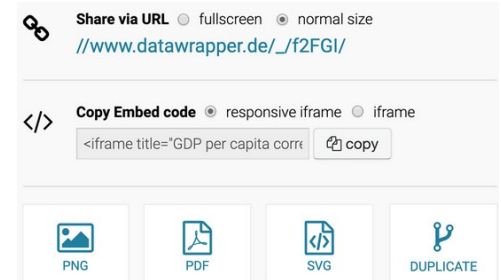 Share via URL fullscreen normal size
//www.datawrapper.de/_/f2FGI/
</> Copy Embed code responsive iframe iframe
<iframe title="GDP per capita corre copy
PNG PDF SVG DUPLICATE